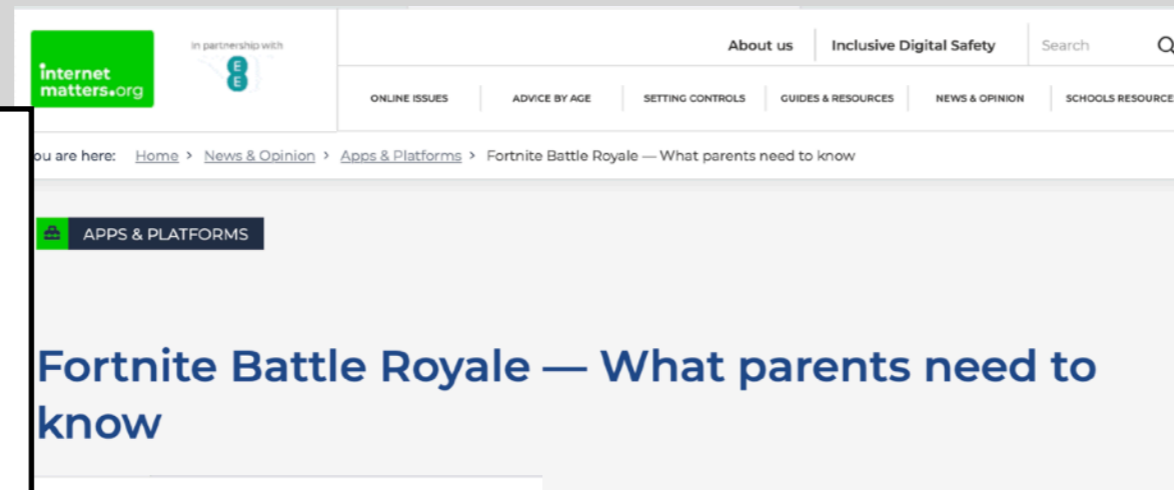 internet
matters.org
In partnership with
EE
About us
Inclusive Digital Safety
Search
ONLINE ISSUES
ADVICE BY AGE
SETTING CONTROLS
GUIDES & RESOURCES
NEWS & OPINION
SCHOOLS RESOURCE
ou are here: Home > News & Opinion > Apps & Platforms > Fortnite Battle Royale — What parents need to know
APPS & PLATFORMS
Fortnite Battle Royale — What parents need to
know